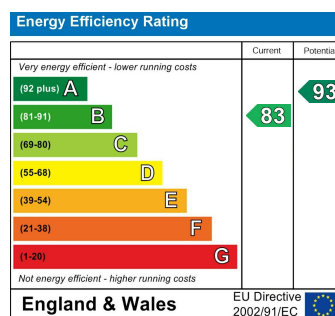 Energy Efficiency Rating
Current Potentia
Very energy efficient - lower running costs
(92 plus) A
93
(81-91) B
83
(69-80) C
(55-68) D
(39-54) E
(21-38) F
(1-20) G
Not energy efficient - higher running costs
England & Wales
EU Directive
2002/91/EC